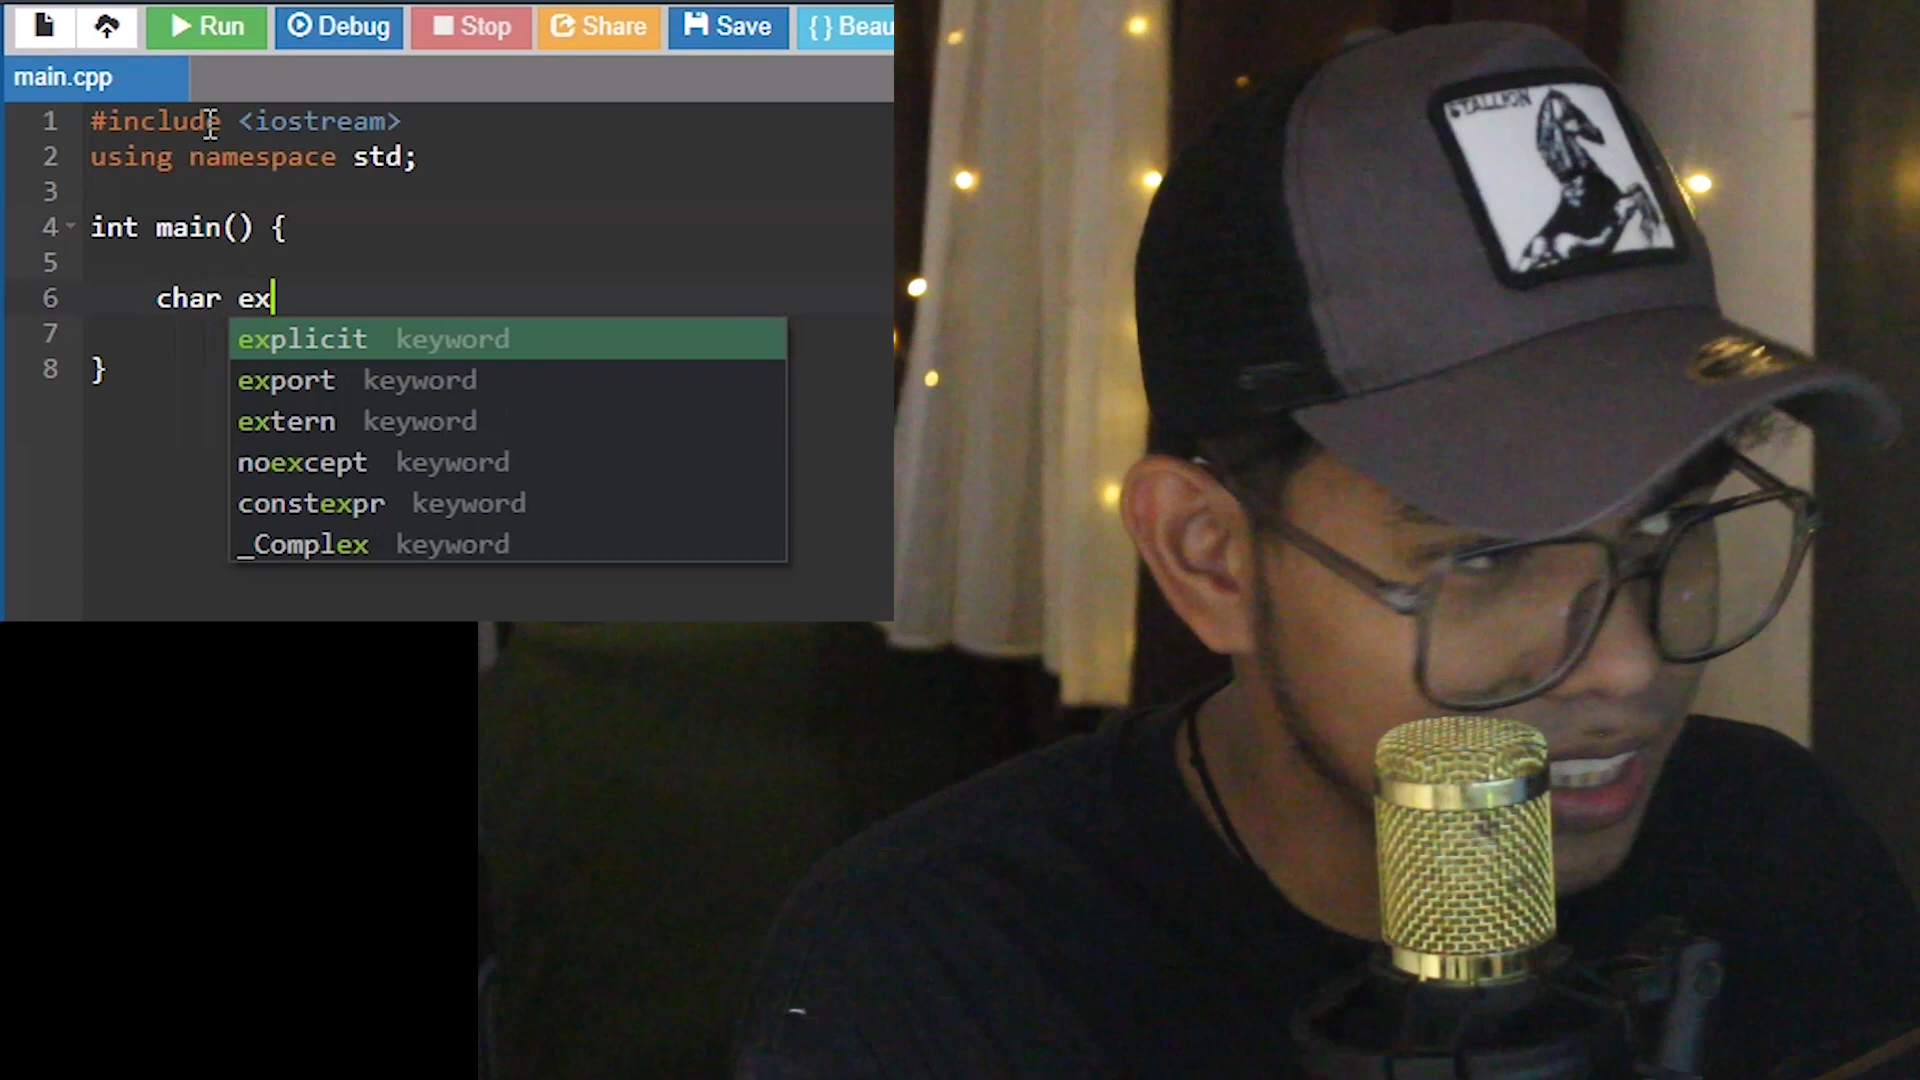 Run Debug Stop Share Save {} Beau
main.cpp
1 #include <iostream>
2 using namespace std;
3
4 int main() {
5
6 char ex
7
8 }
explicit keyword
export keyword
extern keyword
noexcept keyword
constexpr keyword
_Complex keyword
STALLION